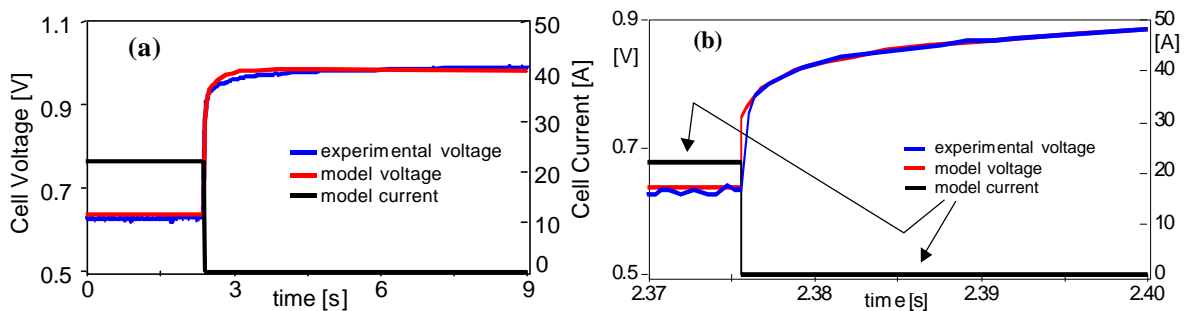 (a)
Cell Voltage [V]
1.1
0.9
0.7
0.5
50
40
30
20
10
0
Cell Current [A]
experimental voltage
model voltage
model current
0
3
6
9
time [s]
(b)
0.9
[V]
0.7
0.5
50
[A]
40
30
20
10
0
experimental voltage
model voltage
model current
2.37
2.38
2.39
2.40
time [s]